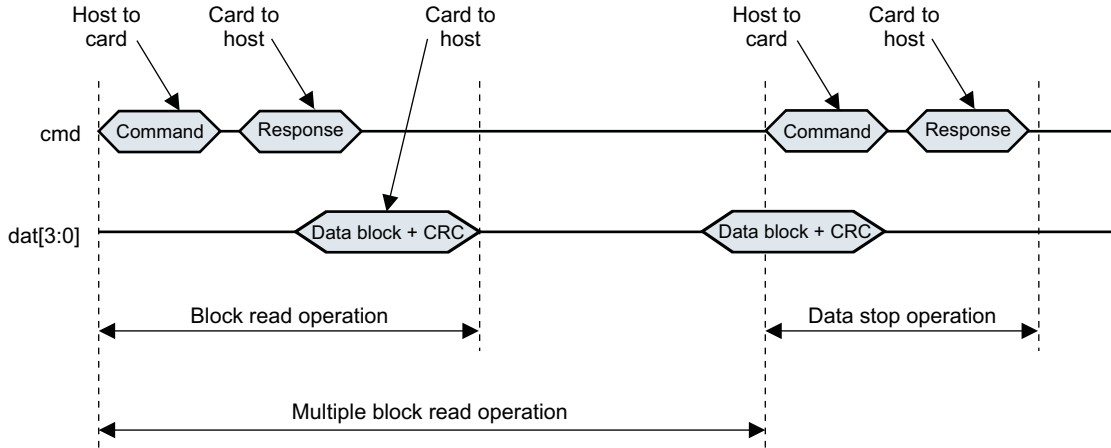 Host to
card
Card to
host
Card to
host
Host to
card
Card to
host
cmd
Command
Response
Command
Response
dat[3:0]
Data block + CRC
Data block + CRC
Block read operation
Data stop operation
Multiple block read operation